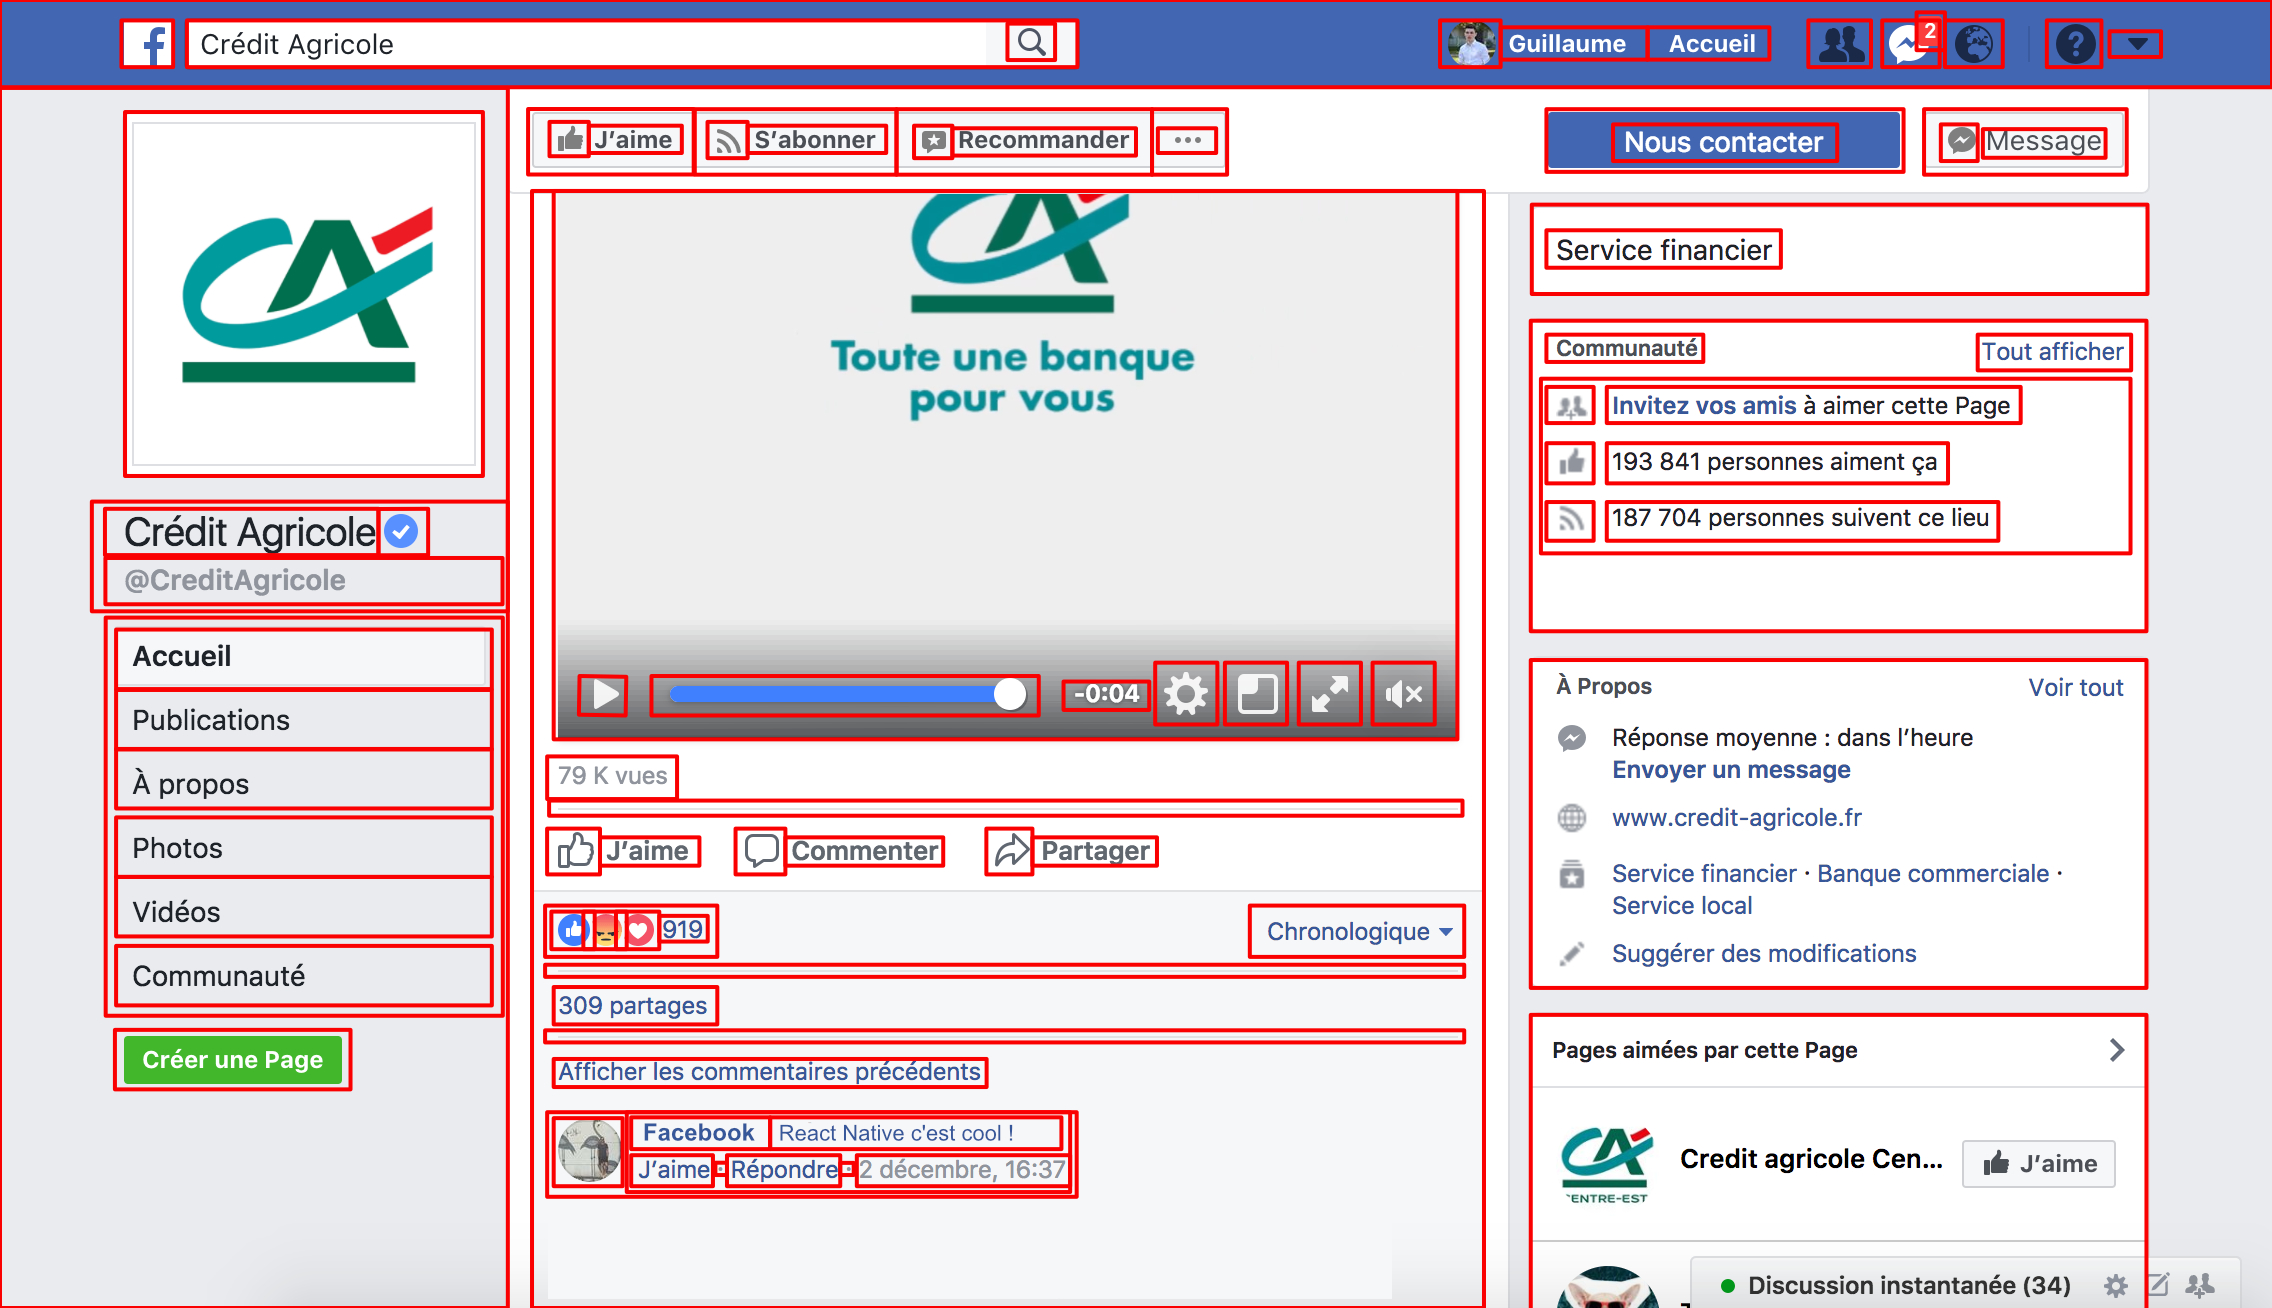 Crédit Agricole
Guillaume
Accueil
2
?
J'aime
S'abonner
Recommander
...
Nous contacter
Message
Crédit Agricole
@CreditAgricole
Accueil
Publications
À propos
Photos
Vidéos
Communauté
Créer une Page
Toute une banque
pour vous
-0:04
79 K vues
J'aime
Commenter
Partager
919
Chronologique
309 partages
Afficher les commentaires précédents
Facebook React Native c'est cool !
J'aime · Répondre · 2 décembre, 16:37
Service financier
Communauté
Tout afficher
Invitez vos amis à aimer cette Page
193 841 personnes aiment ça
187 704 personnes suivent ce lieu
À Propos
Voir tout
Réponse moyenne : dans l'heure
Envoyer un message
www.credit-agricole.fr
Service financier · Banque commerciale ·
Service local
Suggérer des modifications
Pages aimées par cette Page
CENTRE-EST
Credit agricole Cen...
J'aime
Discussion instantanée (34)